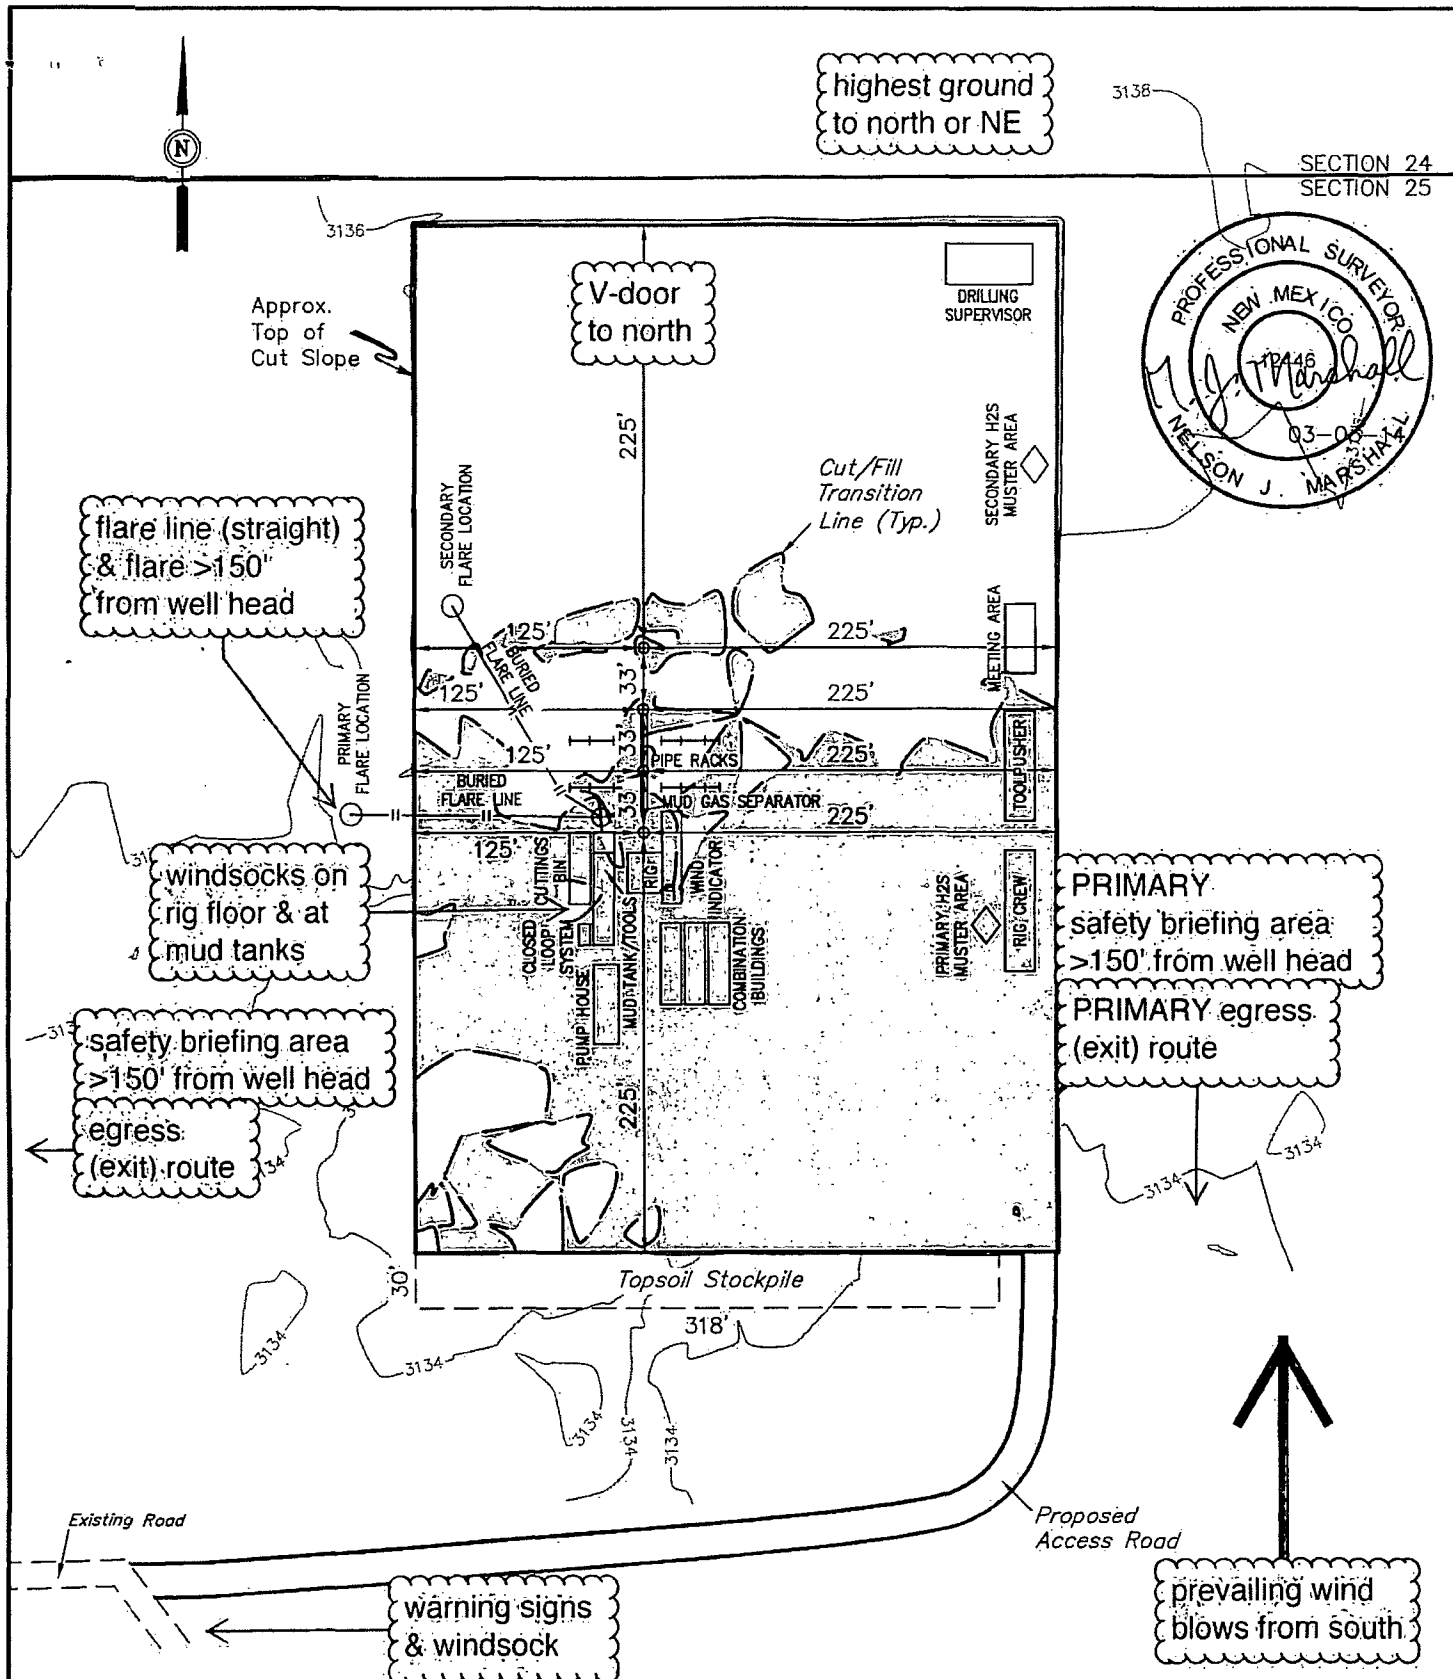 highest ground
to north or NE
3138
N
SECTION 24
SECTION 25
3136
PROFESSIONAL SURVEYOR
NEW MEXICO
12446
N. J. Marshall
NELSON J. MARSHALL
V-door
to north
DRILLING
SUPERVISOR
Approx.
Top of
Cut Slope
225'
SECONDARY H2S
MUSTER AREA
Cut/Fill
Transition
Line (Typ.)
SECONDARY
FLARE LOCATION
flare line (straight)
& flare >150'
from well head
125'
225'
BURIED
FLARE LINE
MEETING AREA
33'
125'
225'
PRIMARY
FLARE LOCATION
33'
125'
225'
PIPE RACKS
TOOLPUSHER
BURIED
FLARE LINE
MUD GAS SEPARATOR
33'
125'
225'
windsocks on
rig floor & at
mud tanks
CUTTINGS
BIN
RIG
WIND
INDICATOR
CLOSED
LOOP
SYSTEM
MUD TANK/TOOLS
PUMP HOUSE
COMBINATION
BUILDINGS
PRIMARY H2S
MUSTER AREA
RIG CREW
PRIMARY
safety briefing area
>150' from well head
PRIMARY egress
(exit) route
safety briefing area
>150' from well head
egress
(exit) route
225'
3134
3134
30'
Topsoil Stockpile
318'
3134
3134
3134
3134
3134
Existing Road
Proposed
Access Road
warning signs
& windsock
prevailing wind
blows from south